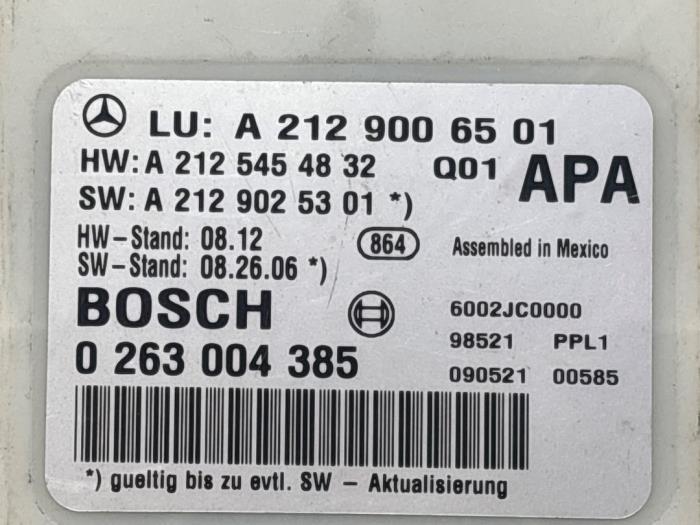 LU: A 212 900 65 01
HW: A 212 545 48 32 Q01 APA
SW: A 212 902 53 01 *)
HW-Stand: 08.12 864 Assembled in Mexico
SW-Stand: 08.26.06 *)
BOSCH 6002JC0000
0 263 004 385 98521 PPL1
090521 00585
*) gueltig bis zu evtl. SW - Aktualisierung